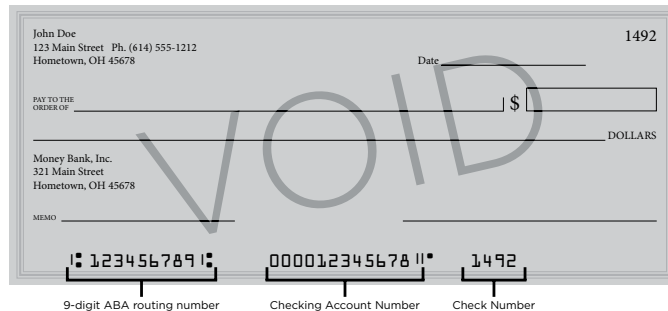 John Doe
123 Main Street Ph. (614) 555-1212
Hometown, OH 45678
1492
Date
PAY TO THE
ORDER OF
$
DOLLARS
VOID
Money Bank, Inc.
321 Main Street
Hometown, OH 45678
MEMO
⑆ 123456789⑆ 000012345678 ⑈ 1492
9-digit ABA routing number Checking Account Number Check Number